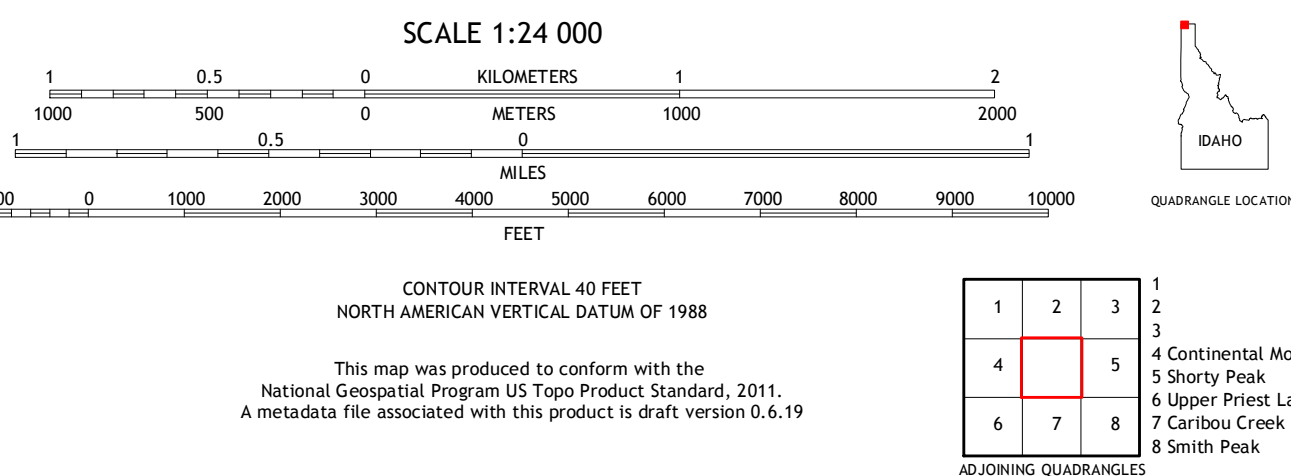 SCALE 1:24 000
1 0.5 0 KILOMETERS 1 2
1000 500 0 METERS 1000 2000
1 0.5 0 1
MILES
0 1000 2000 3000 4000 5000 6000 7000 8000 9000 10000
FEET
IDAHO
QUADRANGLE LOCATION
CONTOUR INTERVAL 40 FEET
NORTH AMERICAN VERTICAL DATUM OF 1988
This map was produced to conform with the
National Geospatial Program US Topo Product Standard, 2011.
A metadata file associated with this product is draft version 0.6.19
1 2 3
4 5
6 7 8
1
2
3
4 Continental
5 Shorty Peak
6 Upper Priest
7 Caribou Creek
8 Smith Peak
ADJOINING QUADRANGLES